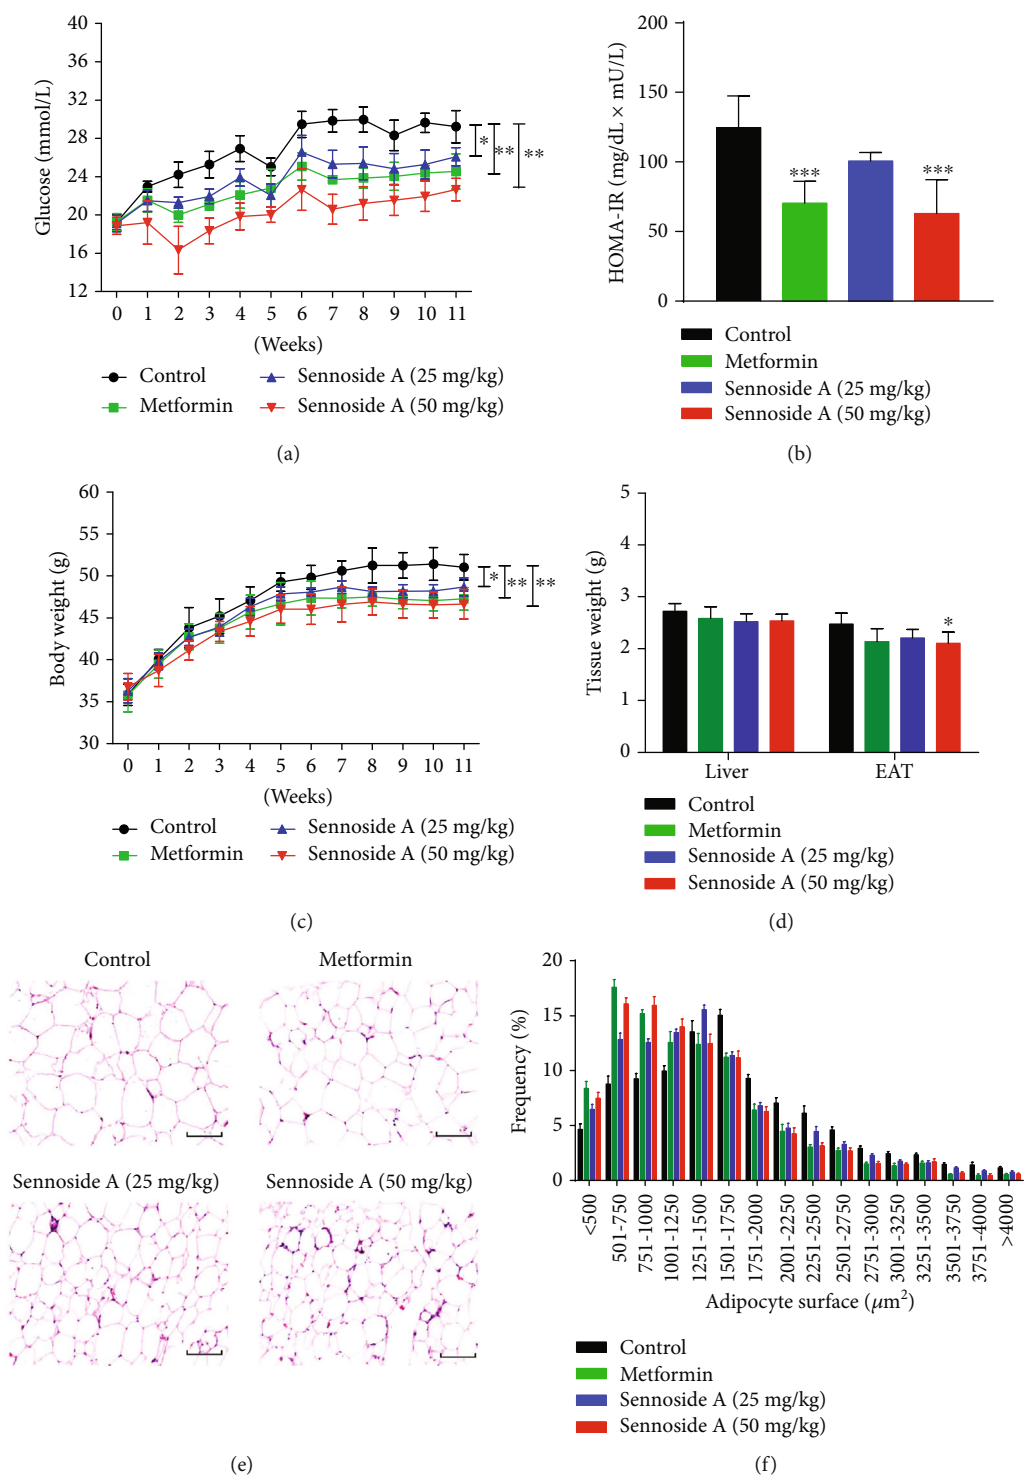 40
36
32
28
24
20
16
12
Glucose (mmol/L)
* ** **
0 1 2 3 4 5 6 7 8 9 10 11
(Weeks)
Control Sennoside A (25 mg/kg)
Metformin Sennoside A (50 mg/kg)
(a)
200
150
100
50
0
HOMA-IR (mg/dL × mU/L)
*** ***
Control
Metformin
Sennoside A (25 mg/kg)
Sennoside A (50 mg/kg)
(b)
60
55
50
45
40
35
30
Body weight (g)
* ** **
0 1 2 3 4 5 6 7 8 9 10 11
(Weeks)
Control Sennoside A (25 mg/kg)
Metformin Sennoside A (50 mg/kg)
(c)
5
4
3
2
1
0
Tissue weight (g)
*
Liver EAT
Control
Metformin
Sennoside A (25 mg/kg)
Sennoside A (50 mg/kg)
(d)
Control Metformin
Sennoside A (25 mg/kg) Sennoside A (50 mg/kg)
(e)
20
15
10
5
0
Frequency (%)
<500
501-750
751-1000
1001-1250
1251-1500
1501-1750
1751-2000
2001-2250
2251-2500
2501-2750
2751-3000
3001-3250
3251-3500
3501-3750
3751-4000
>4000
Adipocyte surface (μm²)
Control
Metformin
Sennoside A (25 mg/kg)
Sennoside A (50 mg/kg)
(f)